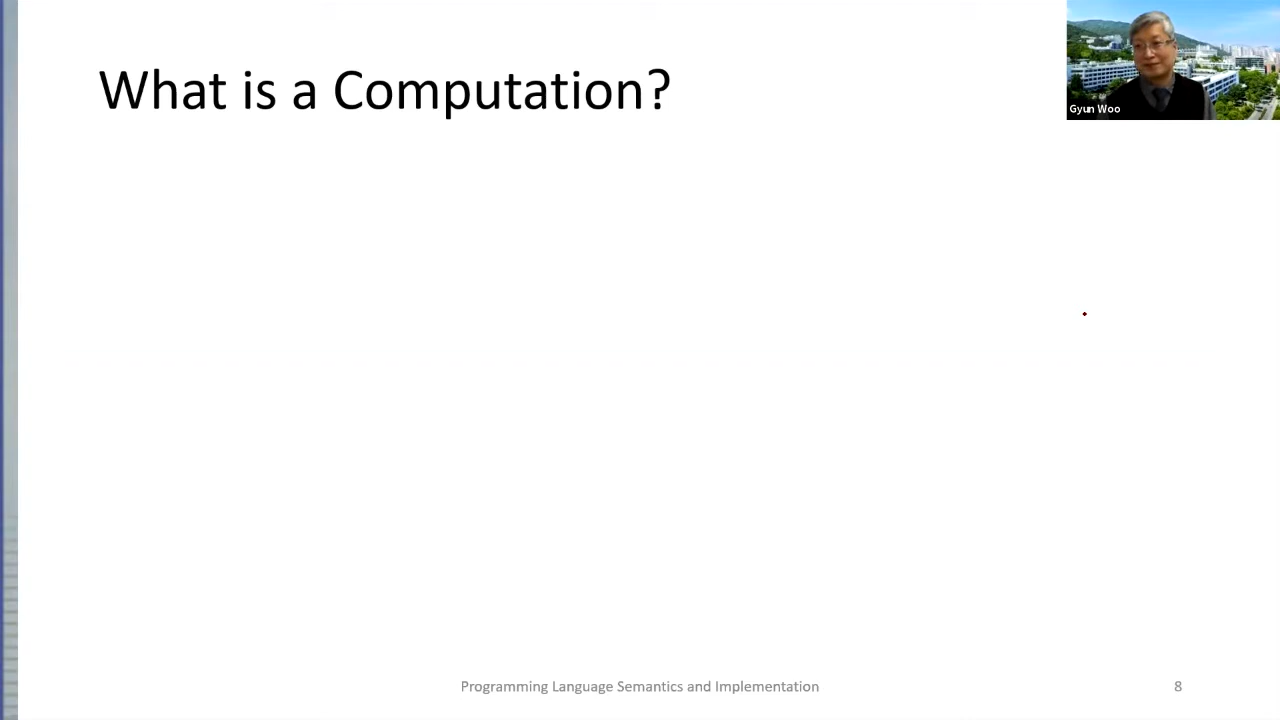 What is a Computation?
Gyun Woo
Programming Language Semantics and Implementation
8